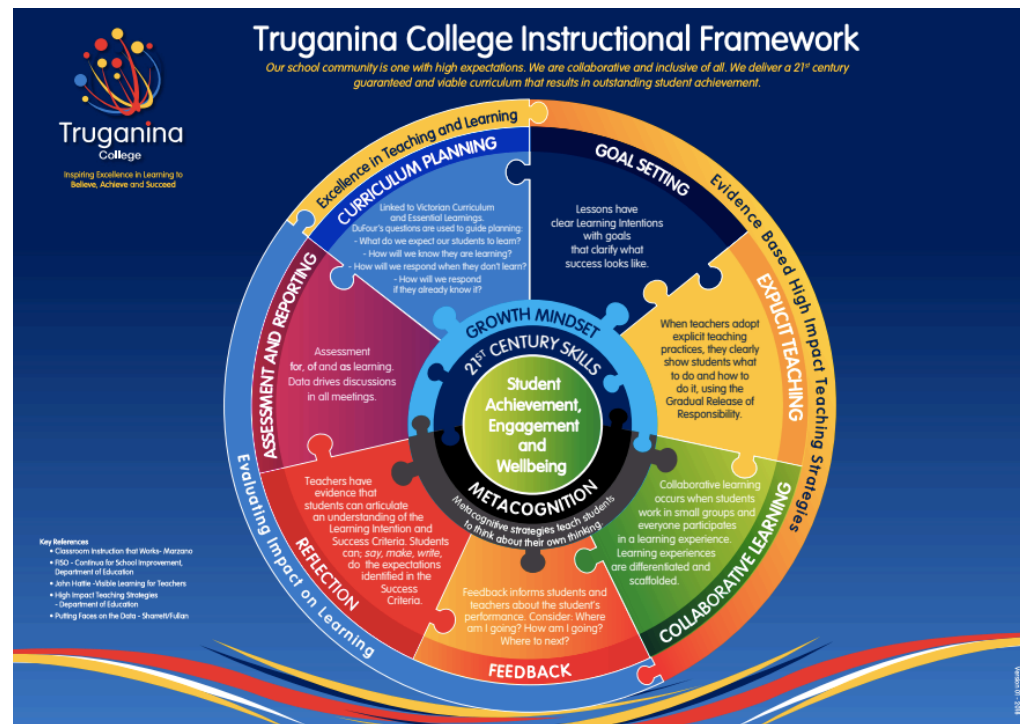 Truganina College Instructional Framework
Our school community is one with high expectations. We are collaborative and inclusive of all. We deliver a 21st century
guaranteed and viable curriculum that results in outstanding student achievement.
Truganina
College
Inspiring Excellence in Learning to
Believe, Achieve and Succeed
Excellence in Teaching and Learning
CURRICULUM PLANNING
Linked to Victorian Curriculum
and Essential Learnings.
DuFour's questions are used to guide planning:
- What do we expect our students to learn?
- How will we know they are learning?
- How will we respond when they don't learn?
- How will we respond
if they already know it?
GOAL SETTING
Lessons have
clear Learning Intentions
with goals
that clarify what
success looks like.
Evidence Based High Impact Teaching Strategies
EXPLICIT TEACHING
When teachers adopt
explicit teaching
practices, they clearly
show students what
to do and how to
do it, using the
Gradual Release of
Responsibility.
COLLABORATIVE LEARNING
Collaborative learning
occurs when students
work in small groups and
everyone participates
in a learning experience.
Learning experiences
are differentiated and
scaffolded.
FEEDBACK
Feedback informs students and
teachers about the student's
performance. Consider: Where
am I going? How am I going?
Where to next?
REFLECTION
Teachers have
evidence that
students can articulate
an understanding of the
Learning Intention and
Success Criteria. Students
can; say, make, write,
do the expectations
identified in the
Success
Criteria.
Evaluating Impact on Learning
ASSESSMENT AND REPORTING
Assessment
for, of and as learning.
Data drives discussions
in all meetings.
GROWTH MINDSET
21ST CENTURY SKILLS
Student
Achievement,
Engagement
and
Wellbeing
METACOGNITION
Metacognitive strategies teach students
to think about their own thinking.
Key References
• Classroom Instruction that Works- Marzano
• FISO - Continua for School Improvement,
Department of Education
• John Hattie -Visible Learning for Teachers
• High Impact Teaching Strategies
- Department of Education
• Putting Faces on the Data - Sharratt/Fullan